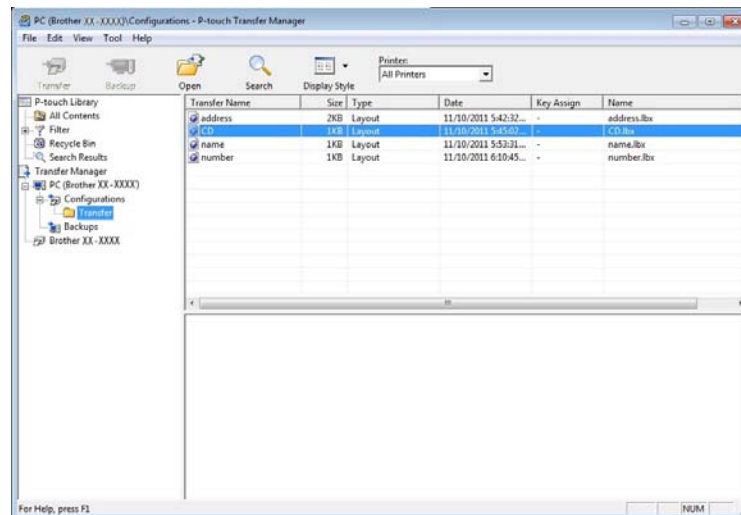 PC (Brother XX-XXXX)\Configurations - P-touch Transfer Manager
File Edit View Tool Help
Transfer Backup Open Search Display Style Printer: All Printers
P-touch Library
All Contents
Filter
Recycle Bin
Search Results
Transfer Manager
PC (Brother XX-XXXX)
Configurations
Transfer
Backups
Brother XX-XXXX
Transfer Name Size Type Date Key Assign Name
address 2KB Layout 11/10/2011 5:42:32... - address.lbx
CD 1KB Layout 11/10/2011 5:45:02... - CD.lbx
name 1KB Layout 11/10/2011 5:53:31... - name.lbx
number 1KB Layout 11/10/2011 6:10:45... - number.lbx
For Help, press F1
NUM